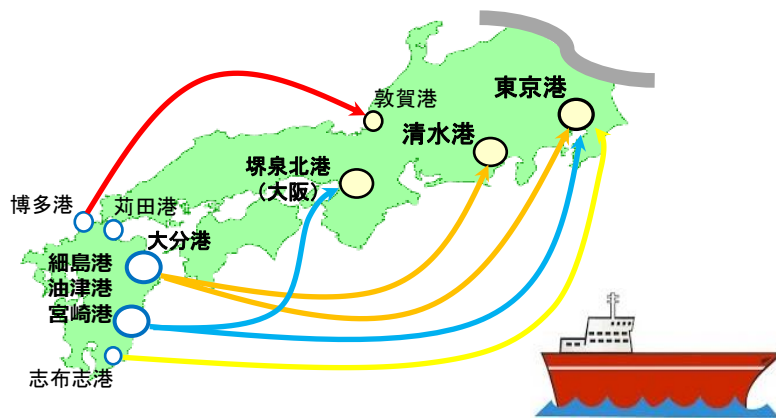 敦賀港
東京港
清水港
堺泉北港
（大阪）
博多港
苅田港
大分港
細島港
油津港
宮崎港
志布志港